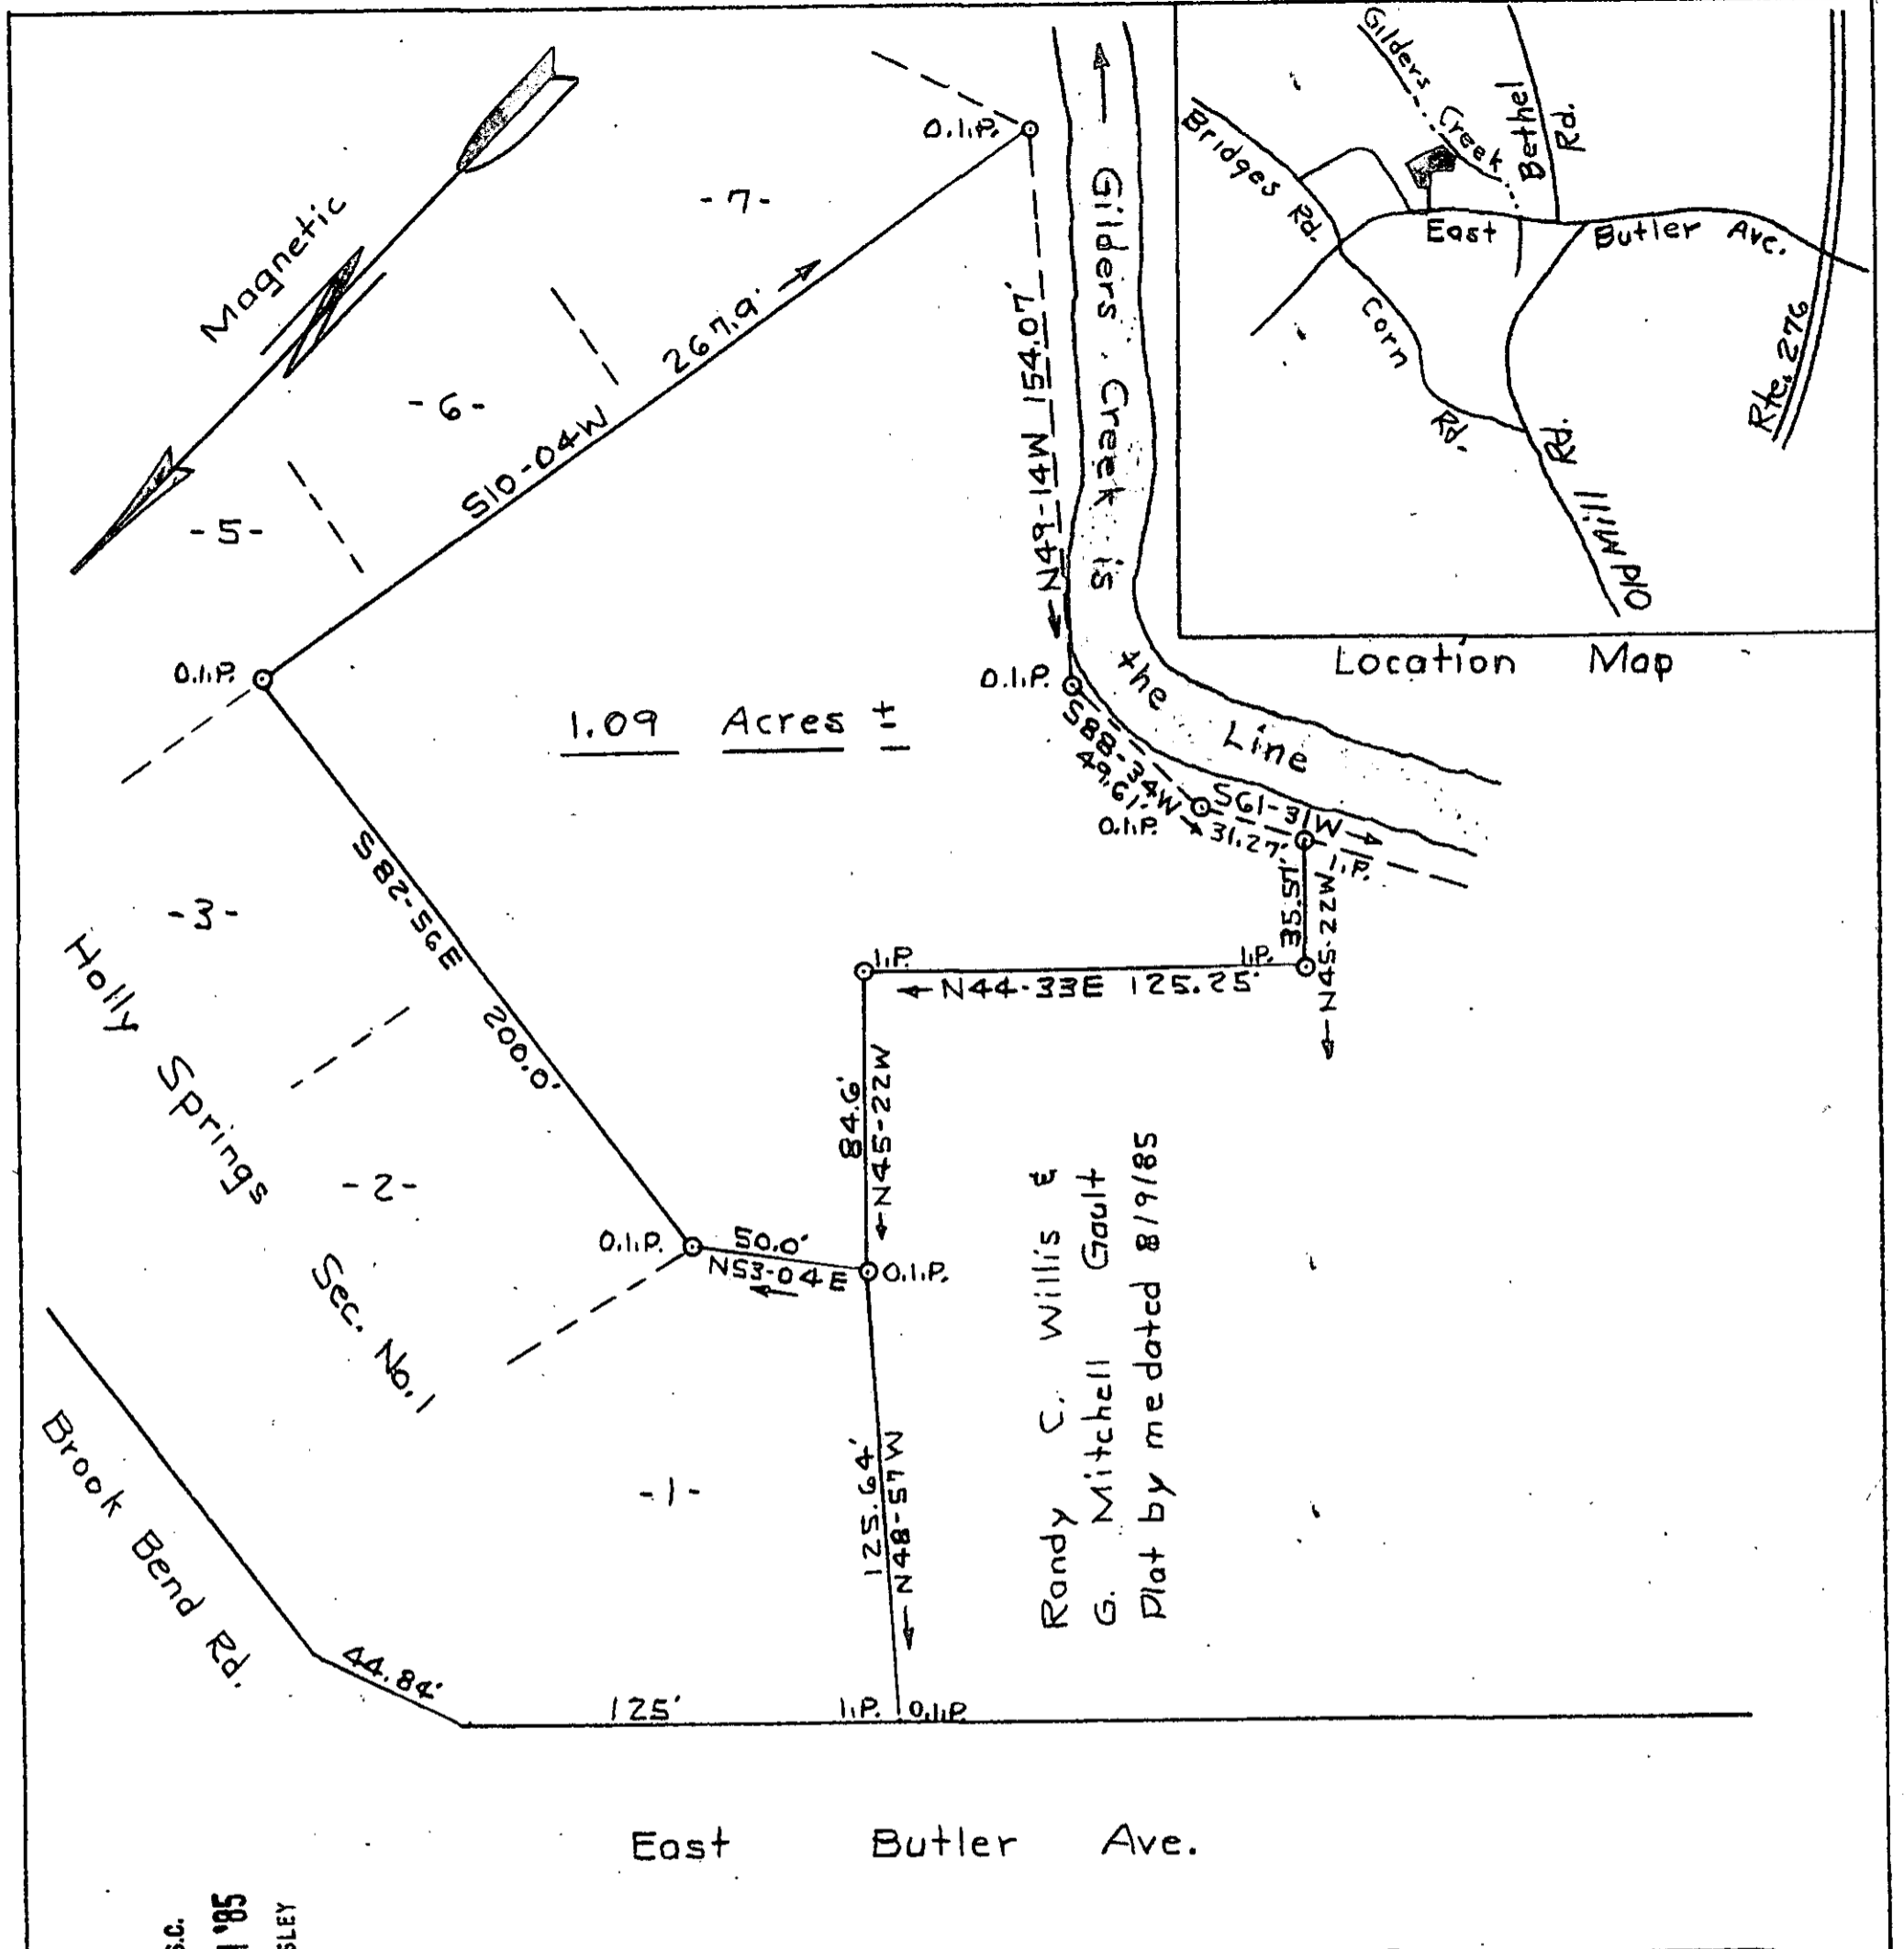 Magnetic
O.I.P.
-7-
-6-
-5-
S10-04W 267.9'
N49-14W 154.07'
Gilders Creek is
the Line
Gilders Creek
Bethel Rd.
Bridges Rd.
East Butler Ave.
Corn Rd.
Old Mill Rd.
Rte. 276
Location Map
O.I.P.
O.I.P.
1.09 Acres ±
S88-34W
49.61'
O.I.P.
S61-31W
31.27'
I.P.
35.57'
N45-22W
I.P.
I.P.
N44-33E 125.25'
S82-59E 200.0'
-3-
Holly Springs Sec. No. 1
84.6'
N45-22W
-2-
O.I.P.
50.0'
N53-04E
O.I.P.
Randy C. Willis &
G. Mitchell Gault
Plat by me dated 8/9/85
125.64'
N48-57W
-1-
Brook Bend Rd.
44.84'
125'
I.P.
O.I.P.
East Butler Ave.
S.C.
'85
SLEY